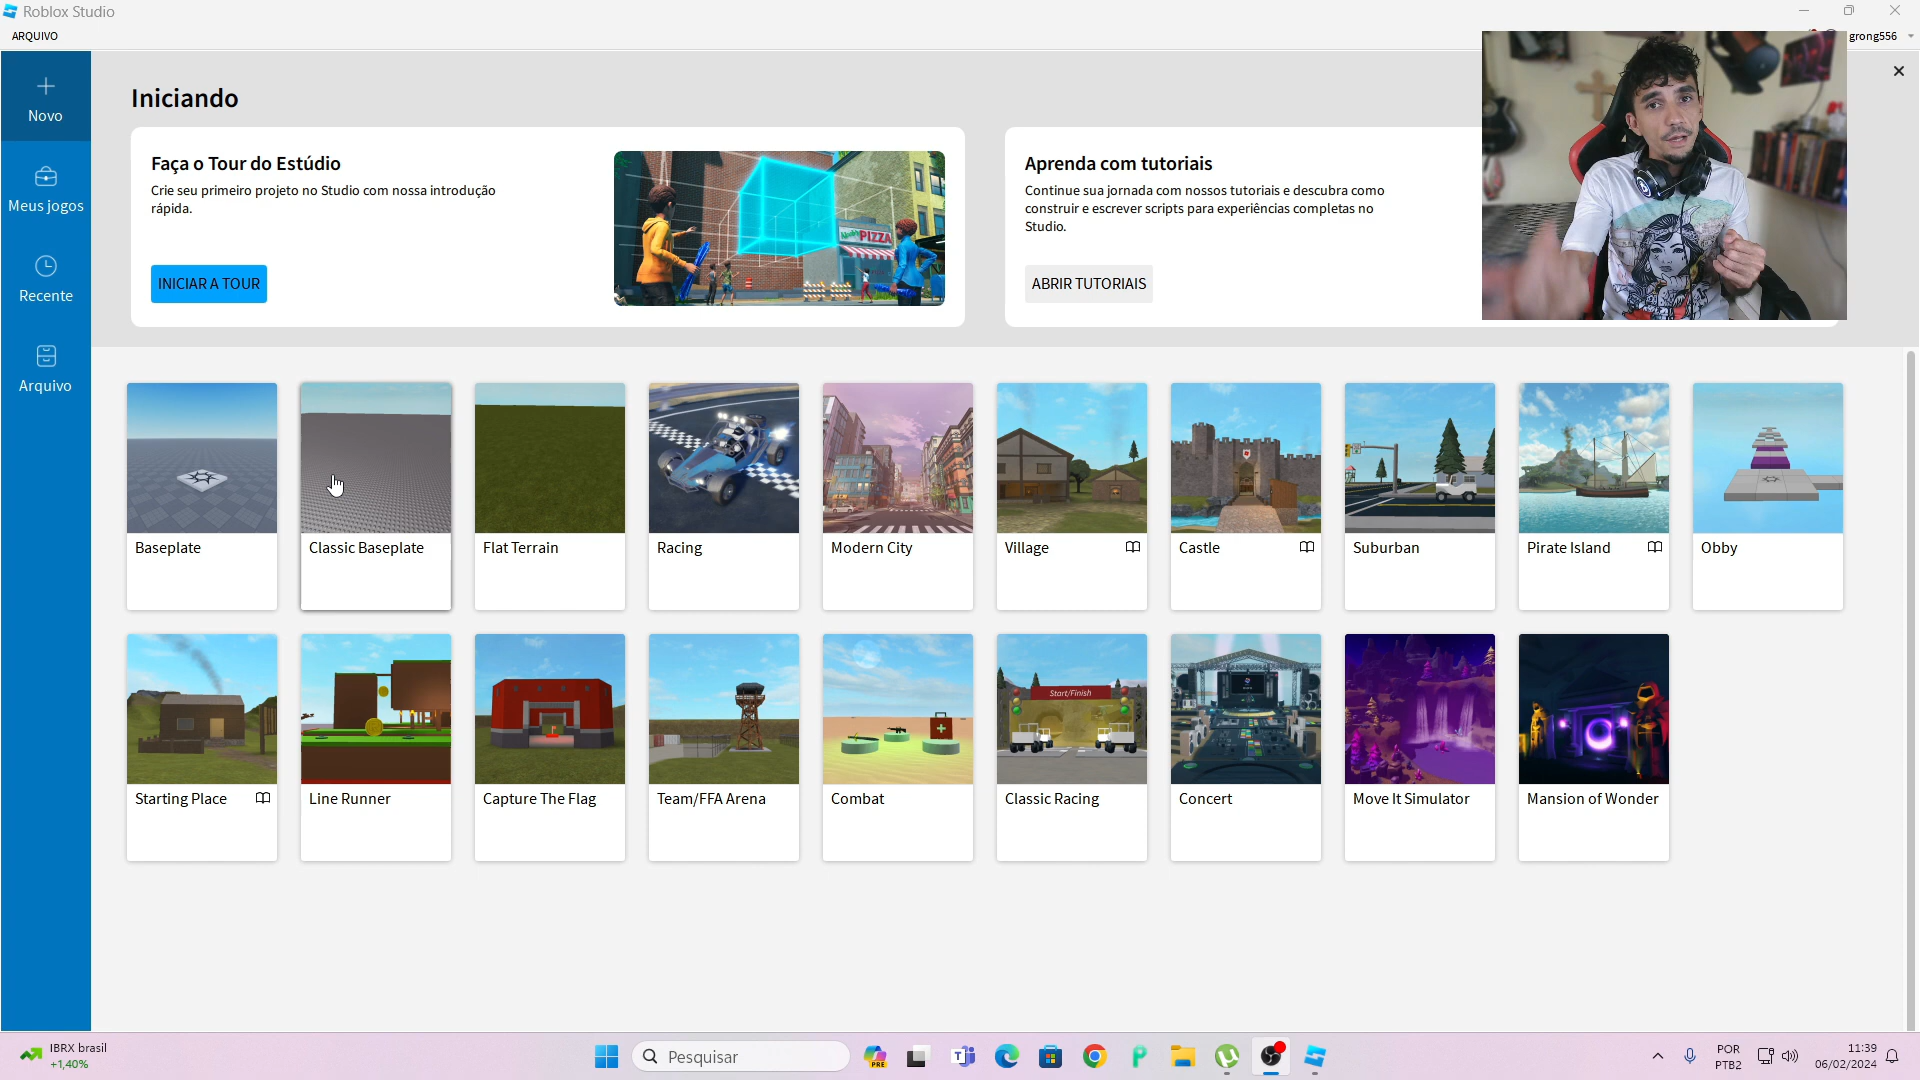 Roblox Studio
ARQUIVO
grong556
Novo
Meus jogos
Recente
Arquivo
Iniciando
Faça o Tour do Estúdio
Crie seu primeiro projeto no Studio com nossa introdução
rápida.
INICIAR A TOUR
PIZZA
Aprenda com tutoriais
Continue sua jornada com nossos tutoriais e descubra como
construir e escrever scripts para experiências completas no
Studio.
ABRIR TUTORIAIS
Baseplate
Classic Baseplate
Flat Terrain
Racing
Modern City
Village
Castle
Suburban
Pirate Island
Obby
Start/Finish
Starting Place
Line Runner
Capture The Flag
Team/FFA Arena
Combat
Classic Racing
Concert
Move It Simulator
Mansion of Wonder
IBRX brasil
+1,40%
Pesquisar
PRE
POR
PTB2
11:39
06/02/2024